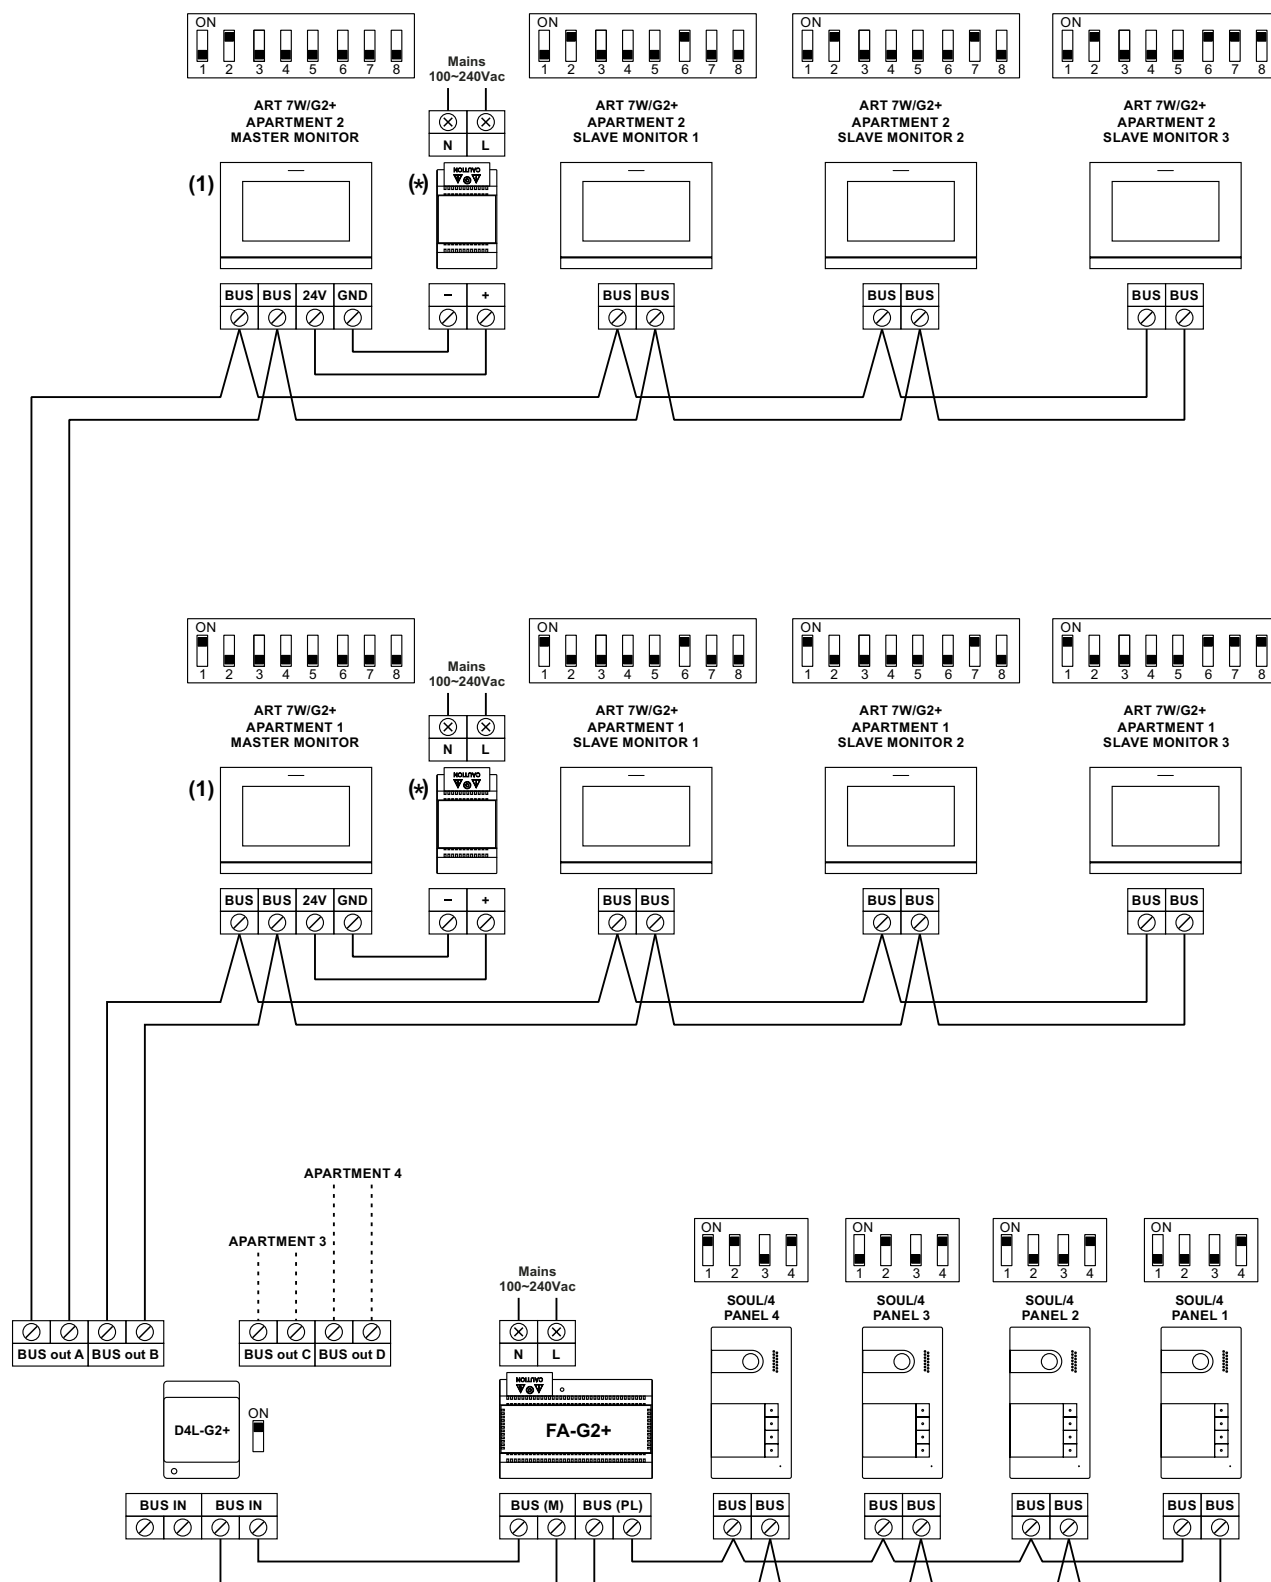 ON ON ON ON
1 2 3 4 5 6 7 8 1 2 3 4 5 6 7 8 1 2 3 4 5 6 7 8 1 2 3 4 5 6 7 8
Mains
100~240Vac
ART 7W/G2+
APARTMENT 2
MASTER MONITOR
N L
ART 7W/G2+
APARTMENT 2
SLAVE MONITOR 1
ART 7W/G2+
APARTMENT 2
SLAVE MONITOR 2
ART 7W/G2+
APARTMENT 2
SLAVE MONITOR 3
(1)
(*)
CAUTION
BUS BUS 24V GND
- +
BUS BUS
BUS BUS
BUS BUS
ON ON ON ON
1 2 3 4 5 6 7 8 1 2 3 4 5 6 7 8 1 2 3 4 5 6 7 8 1 2 3 4 5 6 7 8
Mains
100~240Vac
ART 7W/G2+
APARTMENT 1
MASTER MONITOR
N L
ART 7W/G2+
APARTMENT 1
SLAVE MONITOR 1
ART 7W/G2+
APARTMENT 1
SLAVE MONITOR 2
ART 7W/G2+
APARTMENT 1
SLAVE MONITOR 3
(1)
(*)
CAUTION
BUS BUS 24V GND
- +
BUS BUS
BUS BUS
BUS BUS
APARTMENT 4
APARTMENT 3
ON ON ON ON
1 2 3 4 1 2 3 4 1 2 3 4 1 2 3 4
Mains
100~240Vac
SOUL/4
PANEL 4
SOUL/4
PANEL 3
SOUL/4
PANEL 2
SOUL/4
PANEL 1
BUS out A BUS out B
BUS out C BUS out D
N L
CAUTION
D4L-G2+
ON
FA-G2+
BUS IN BUS IN
BUS (M) BUS (PL)
BUS BUS
BUS BUS
BUS BUS
BUS BUS